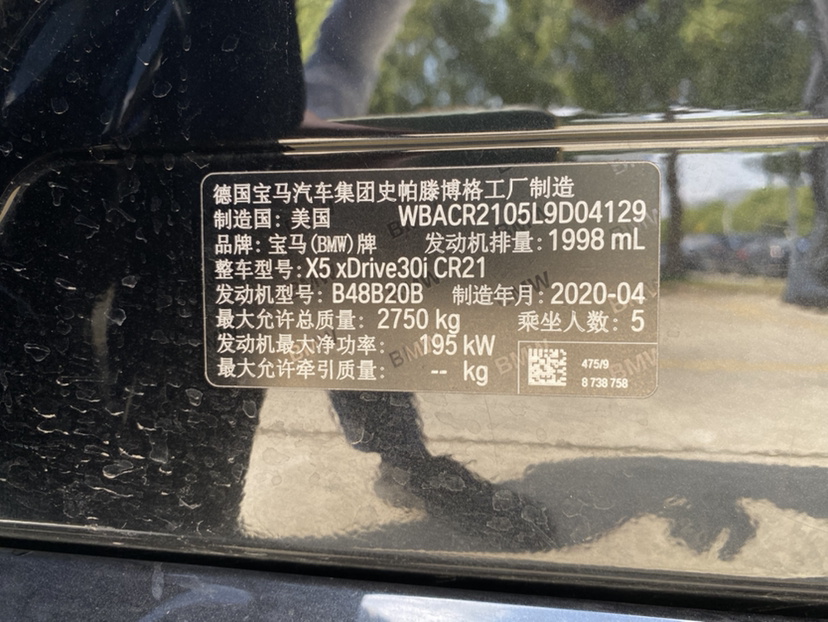 德国宝马汽车集团史帕滕博格工厂制造
制造国: 美国 WBACR2105L9D04129
品牌: 宝马(BMW)牌 发动机排量: 1998 mL
整车型号: X5 xDrive30i CR21
发动机型号: B48B20B 制造年月: 2020-04
最大允许总质量: 2750 kg 乘坐人数: 5
发动机最大净功率: 195 kW
最大允许牵引质量: -- kg
475/9
8 738 758